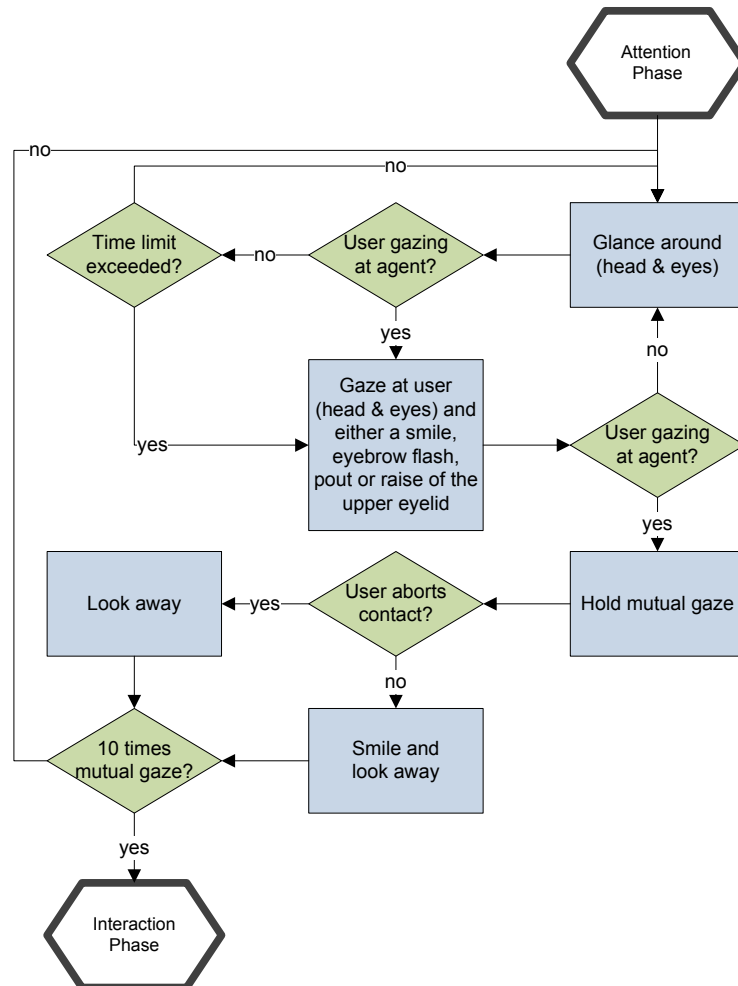 Attention
Phase
no
no
Time limit
exceeded?
no
User gazing
at agent?
Glance around
(head & eyes)
yes
no
yes
Gaze at user
(head & eyes) and
either a smile,
eyebrow flash,
pout or raise of the
upper eyelid
User gazing
at agent?
yes
Look away
yes
User aborts
contact?
Hold mutual gaze
no
10 times
mutual gaze?
Smile and
look away
yes
Interaction
Phase